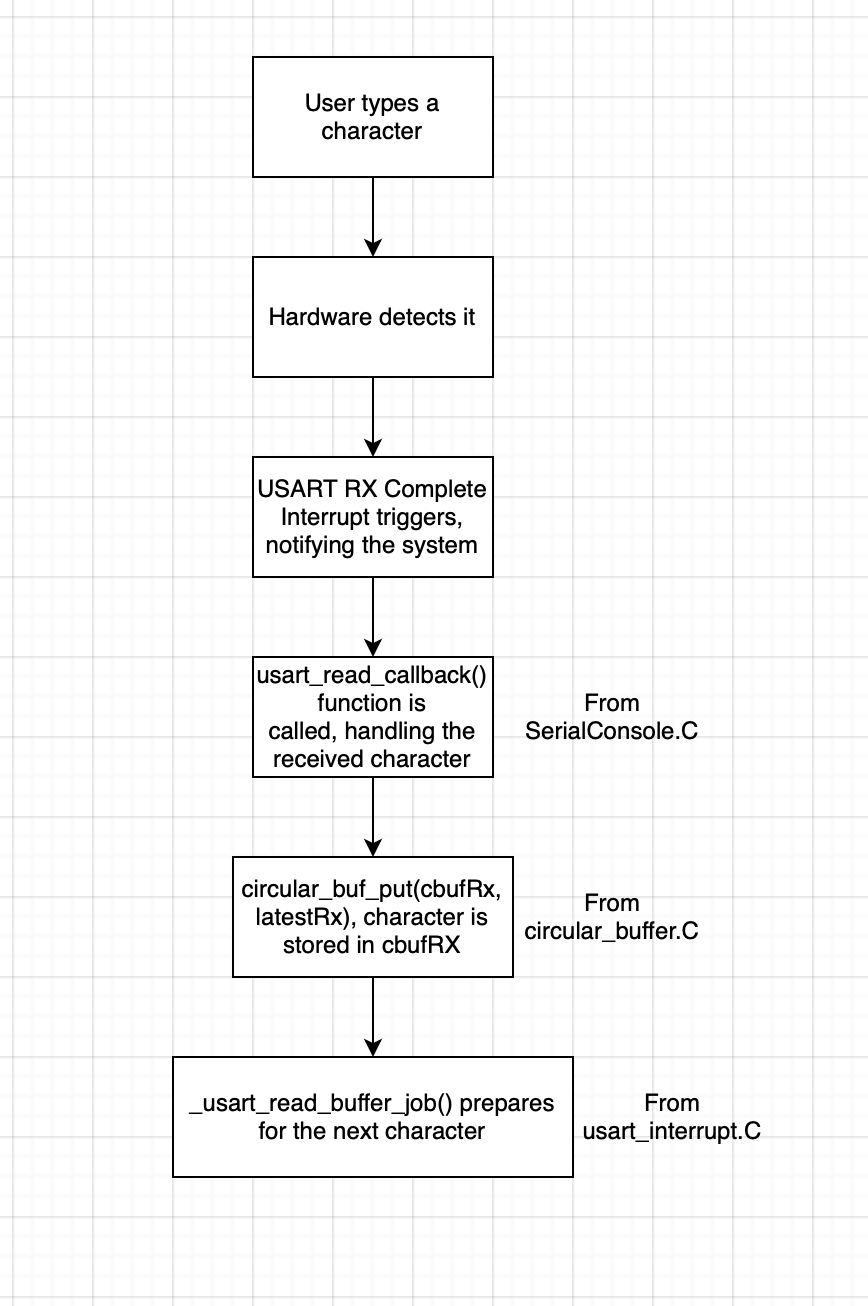 User types a
character
Hardware detects it
USART RX Complete
Interrupt triggers,
notifying the system
usart_read_callback()
function is
called, handling the
received character
From
SerialConsole.C
circular_buf_put(cbufRx,
latestRx), character is
stored in cbufRX
From
circular_buffer.C
_usart_read_buffer_job() prepares
for the next character
From
usart_interrupt.C